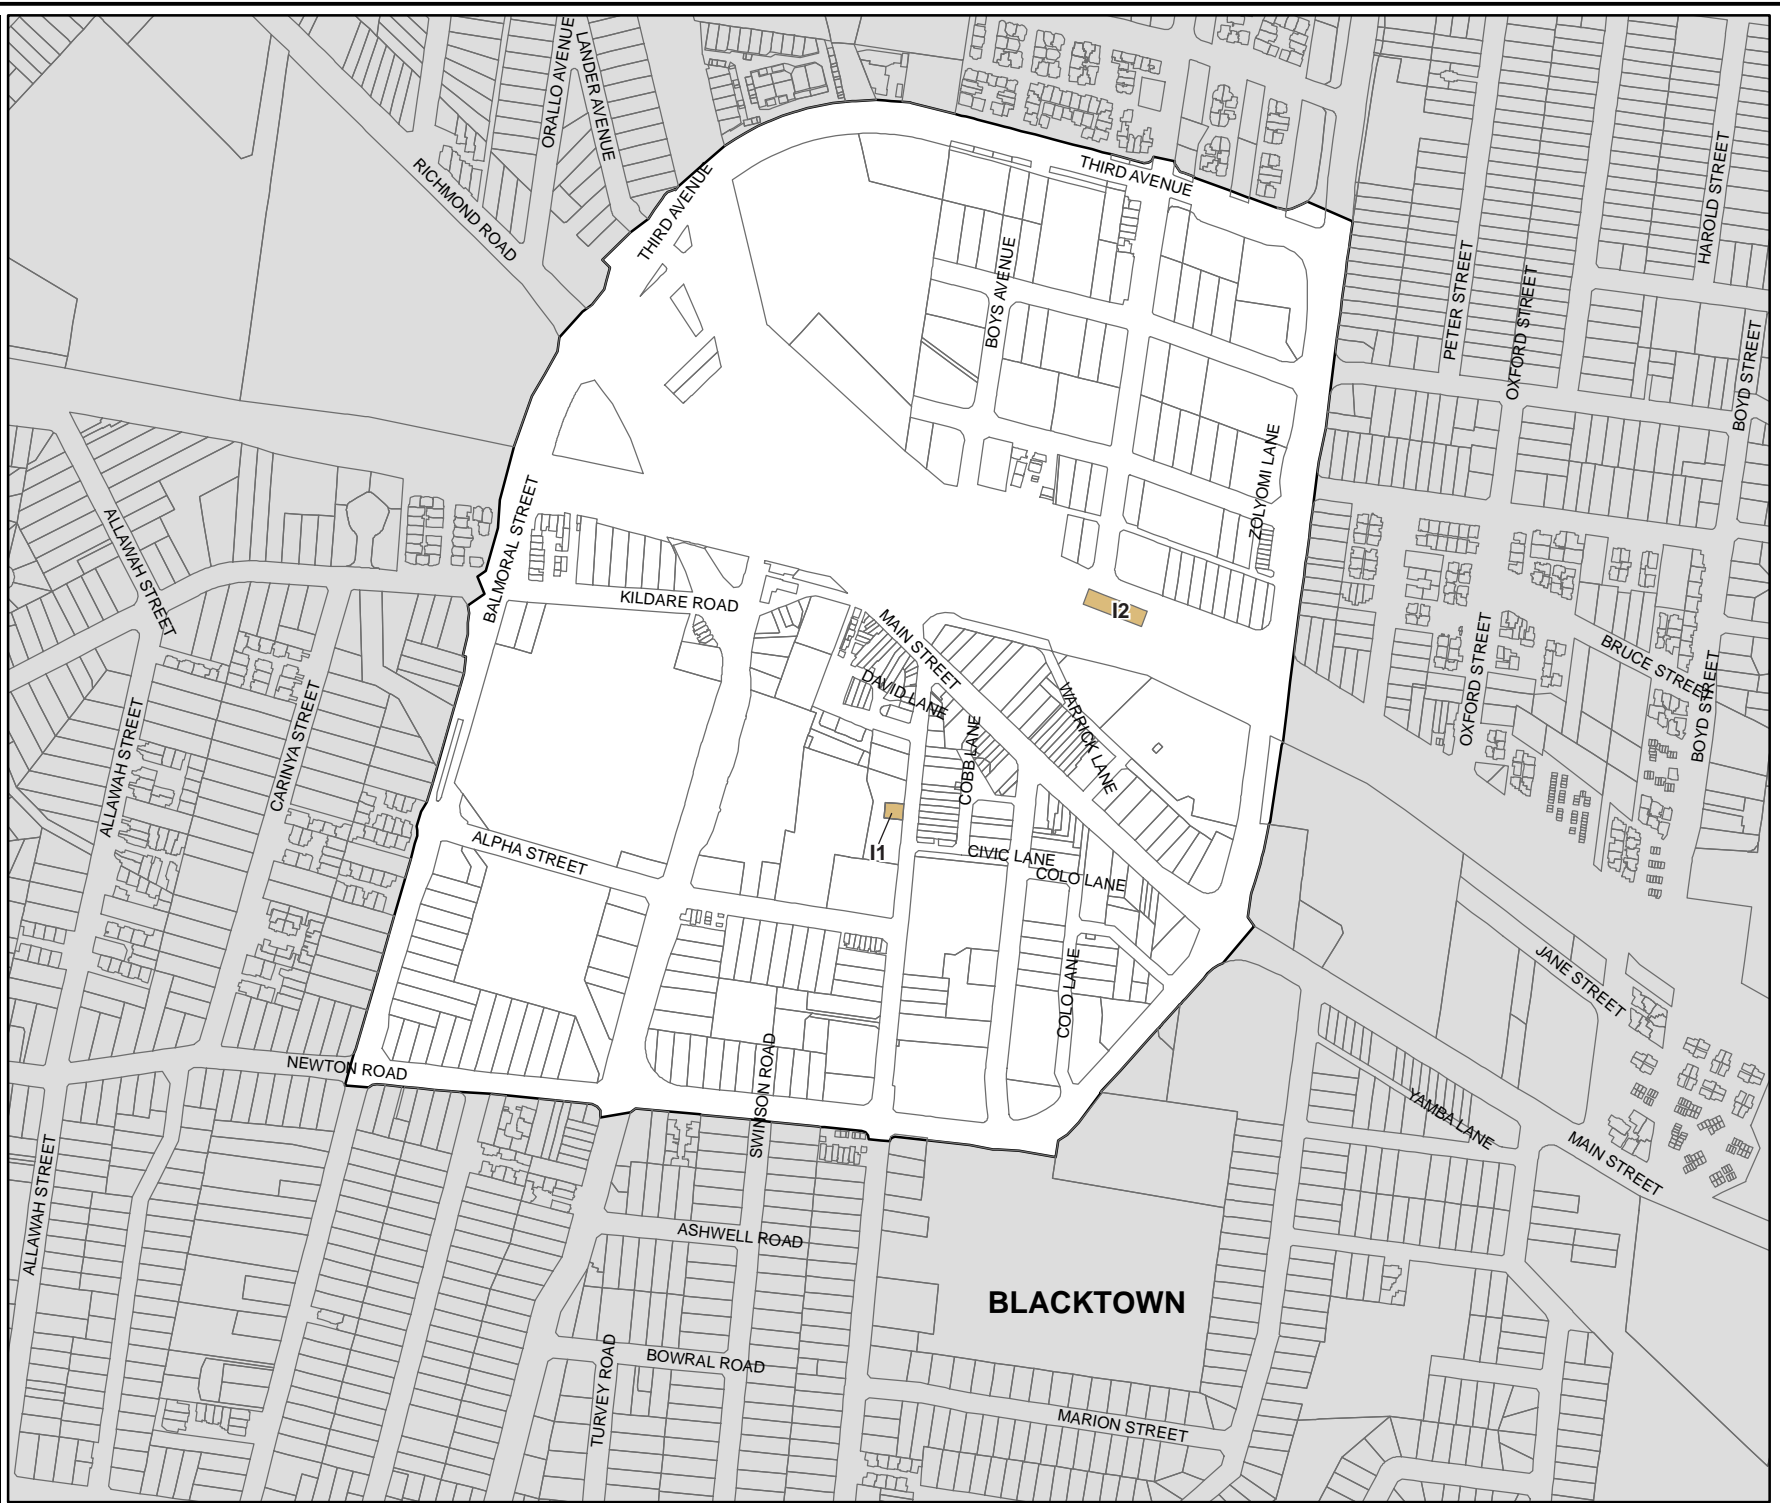 ORALLO AVENUE
LANDER AVENUE
RICHMOND ROAD
THIRD AVENUE
THIRD AVENUE
HAROLD STREET
PETER STREET
OXFORD STREET
BOYD STREET
BOYS AVENUE
ZOLYOMI LANE
ALLAWAH STREET
BALMORAL STREET
KILDARE ROAD
I2
MAIN STREET
DAVID LANE
WARRICK LANE
COBB LANE
OXFORD STREET
BRUCE STREET
BOYD STREET
CARINYA STREET
ALLAWAH STREET
ALPHA STREET
I1
CIVIC LANE
COLO LANE
COLO LANE
JANE STREET
NEWTON ROAD
SWINSON ROAD
YAMBA LANE
MAIN STREET
ALLAWAH STREET
ASHWELL ROAD
BLACKTOWN
TURVEY ROAD
BOWRAL ROAD
MARION STREET